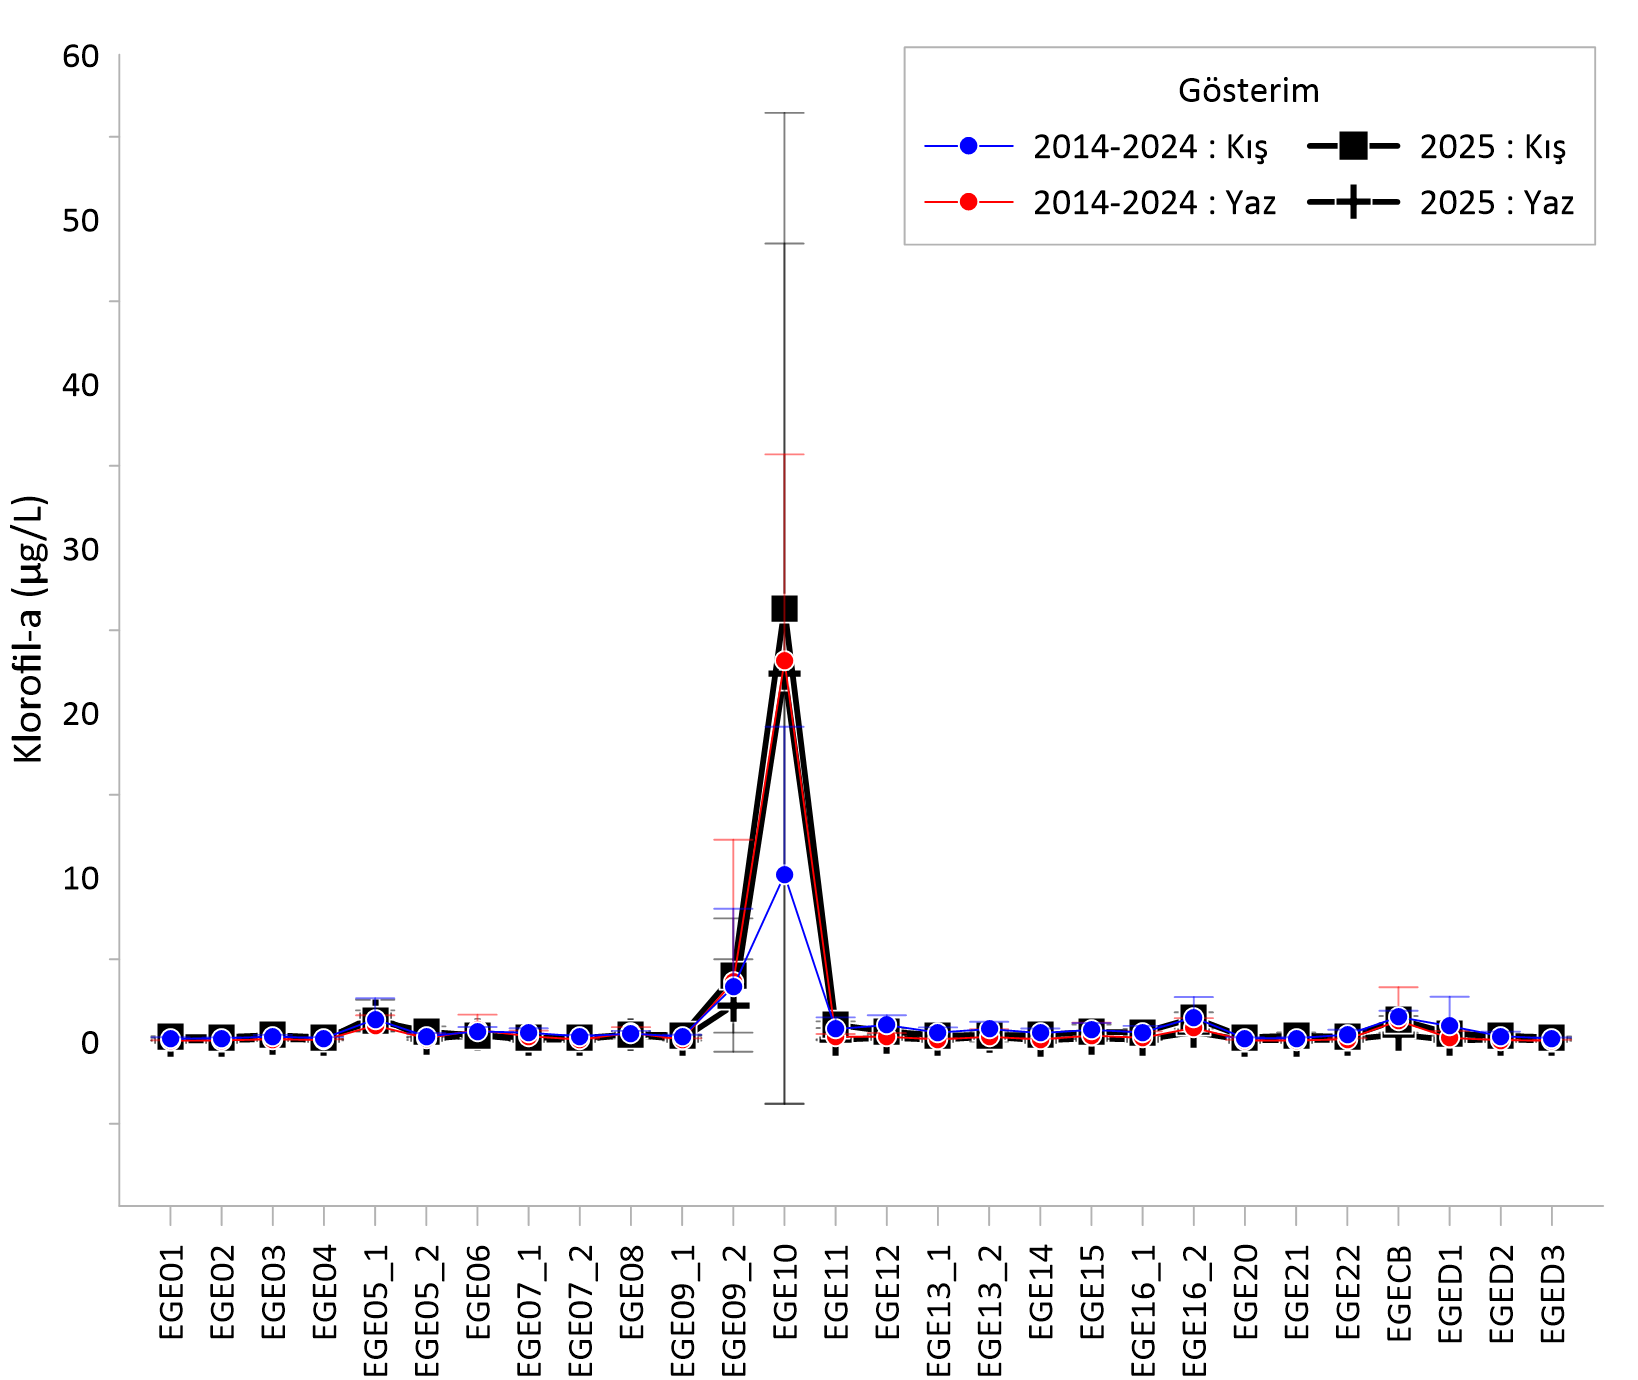 Gösterim
2014-2024 : Kış
2025 : Kış
2014-2024 : Yaz
2025 : Yaz
Klorofil-a (µg/L)
60
50
40
30
20
10
0
EGE01
EGE02
EGE03
EGE04
EGE05_1
EGE05_2
EGE06
EGE07_1
EGE07_2
EGE08
EGE09_1
EGE09_2
EGE10
EGE11
EGE12
EGE13_1
EGE13_2
EGE14
EGE15
EGE16_1
EGE16_2
EGE20
EGE21
EGE22
EGECB
EGED1
EGED2
EGED3